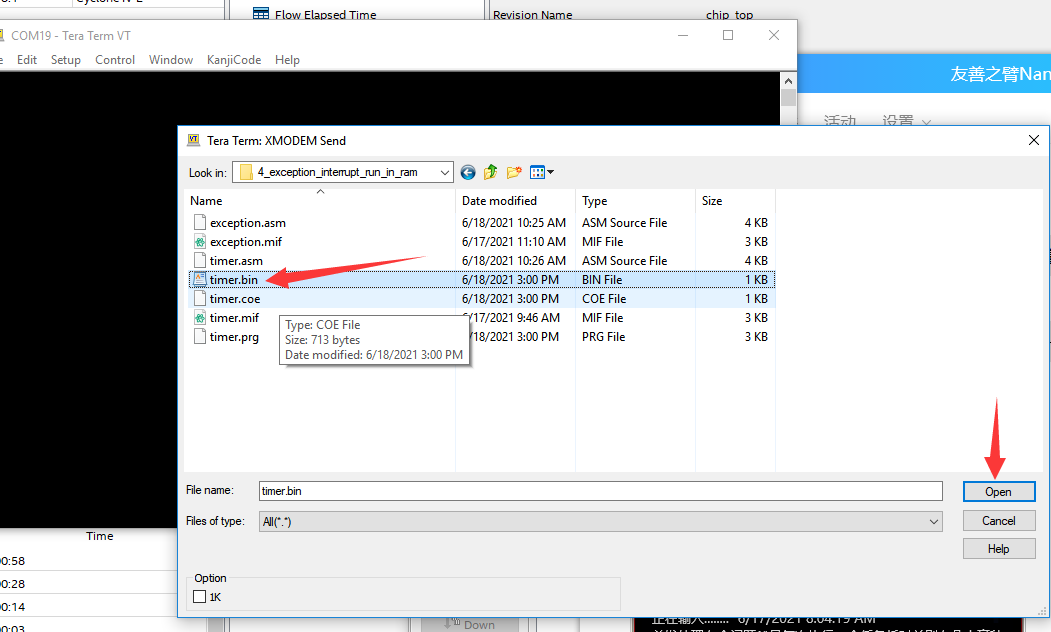 Flow Elapsed Time
Revision Name
chip_top
COM19 - Tera Term VT
Edit Setup Control Window KanjiCode Help
友善之臂Nan
活动 设置
Tera Term: XMODEM Send
Look in: 4_exception_interrupt_run_in_ram
Name Date modified Type Size
exception.asm 6/18/2021 10:25 AM ASM Source File 4 KB
exception.mif 6/17/2021 11:10 AM MIF File 3 KB
timer.asm 6/18/2021 10:26 AM ASM Source File 4 KB
timer.bin 6/18/2021 3:00 PM BIN File 1 KB
timer.coe 6/18/2021 3:00 PM COE File 1 KB
timer.mif 6/17/2021 9:46 AM MIF File 3 KB
timer.prg /18/2021 3:00 PM PRG File 3 KB
Type: COE File
Size: 713 bytes
Date modified: 6/18/2021 3:00 PM
File name: timer.bin Open
Files of type: All(*.*) Cancel
Help
Option
1K
Time
0:58
0:28
0:14
0:03
Down
正在输入........ 6/17/2021 8:04:19 AM